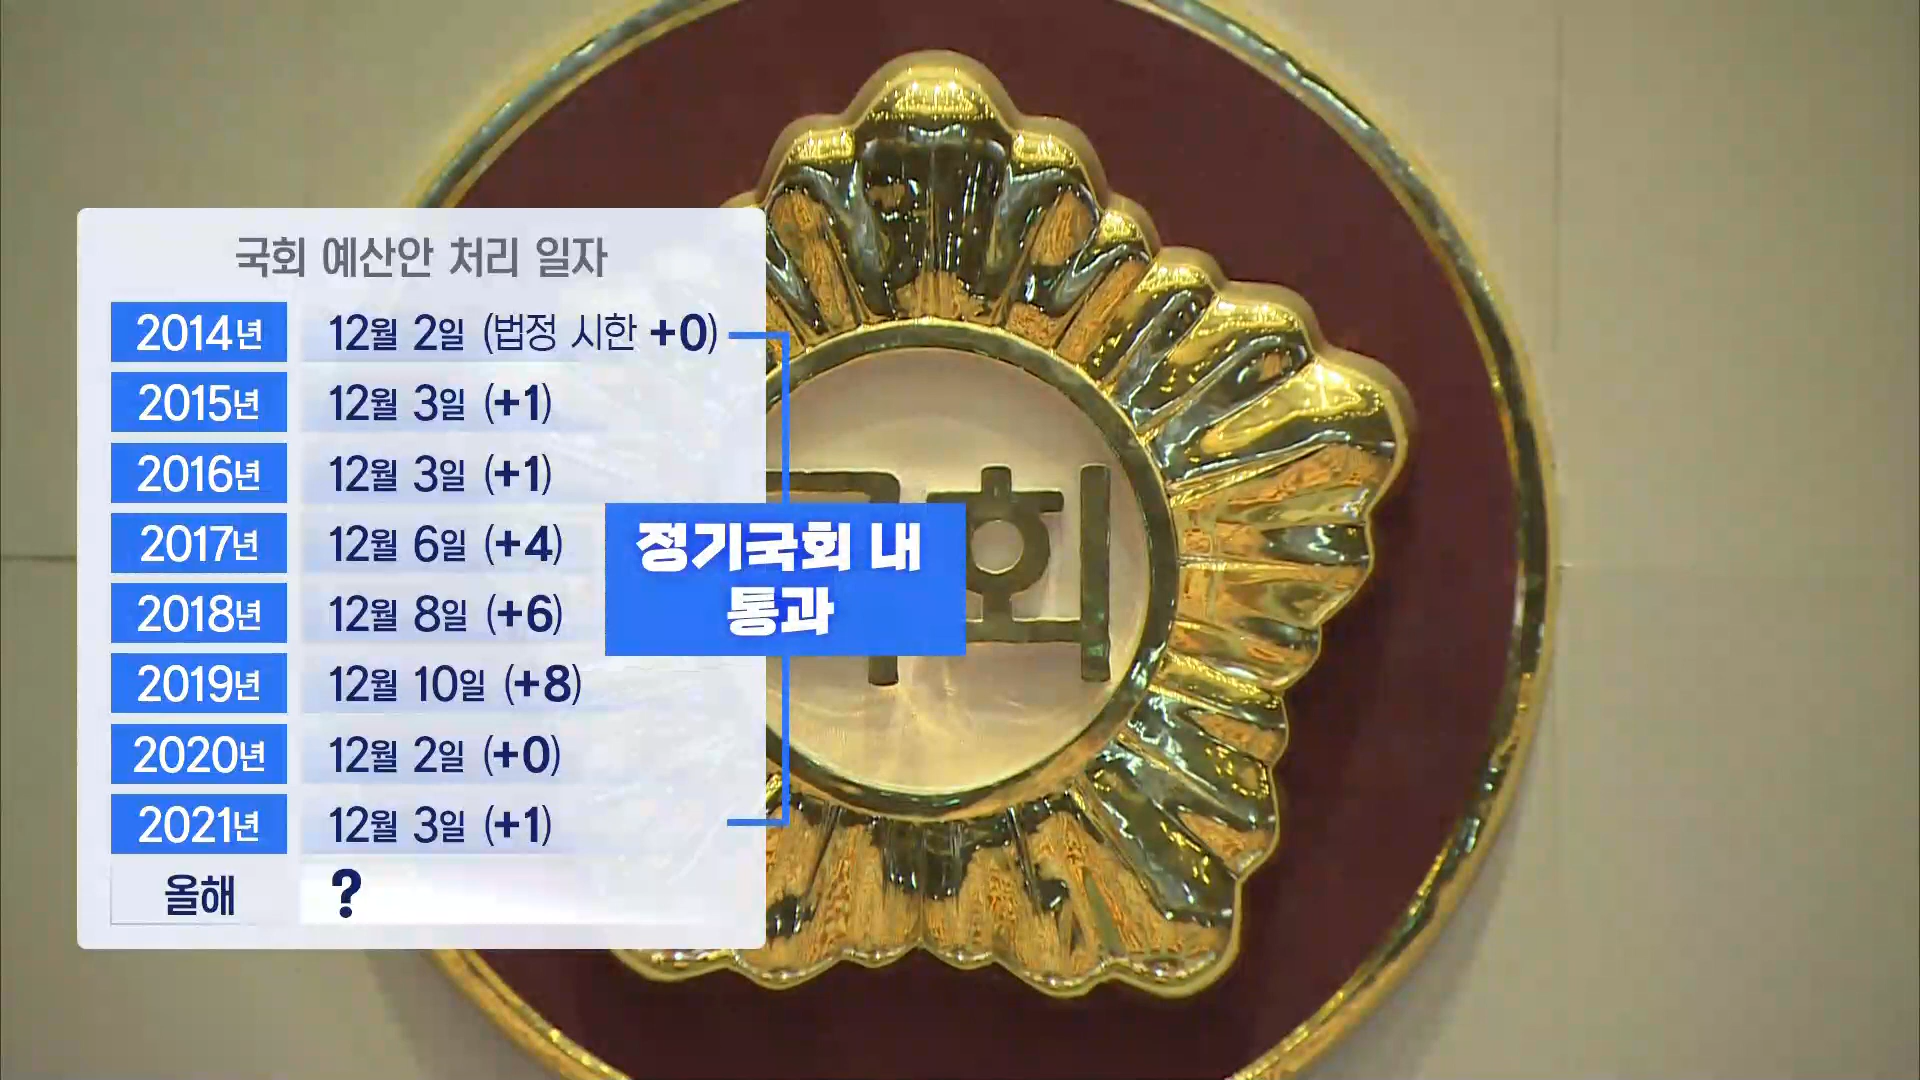 국회 예산안 처리 일자
2014년 12월 2일 (법정 시한 +0)
2015년 12월 3일 (+1)
2016년 12월 3일 (+1)
2017년 12월 6일 (+4)
2018년 12월 8일 (+6)
2019년 12월 10일 (+8)
2020년 12월 2일 (+0)
2021년 12월 3일 (+1)
올해 ?
정기국회 내
통과
회